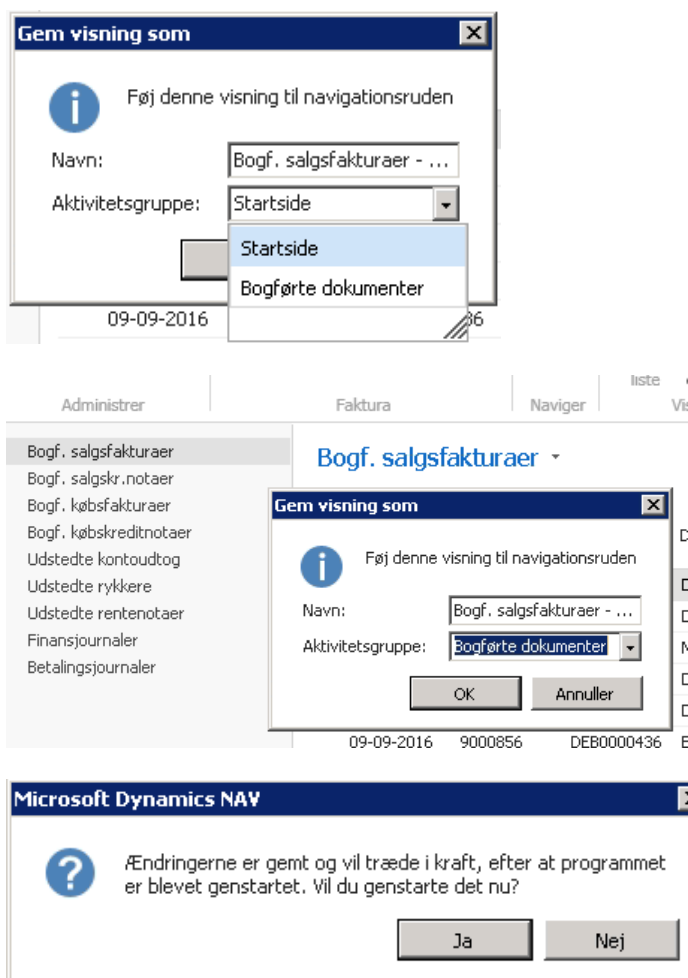 Gem visning som
Føj denne visning til navigationsruden
Navn: Bogf. salgsfakturaer - ...
Aktivitetsgruppe: Startside
Startside
Bogførte dokumenter
09-09-2016
liste
Administrer Faktura Naviger
Bogf. salgsfakturaer
Bogf. salgskr.notaer
Bogf. købsfakturaer
Bogf. købskreditnotaer
Udstedte kontoudtog
Udstedte rykkere
Udstedte rentenotaer
Finansjournaler
Betalingsjournaler
Bogf. salgsfakturaer
Gem visning som
Føj denne visning til navigationsruden
Navn: Bogf. salgsfakturaer - ...
Aktivitetsgruppe: Bogførte dokumenter
OK Annuller
09-09-2016 9000856 DEB0000436
Microsoft Dynamics NAV
Ændringerne er gemt og vil træde i kraft, efter at programmet
er blevet genstartet. Vil du genstarte det nu?
Ja Nej